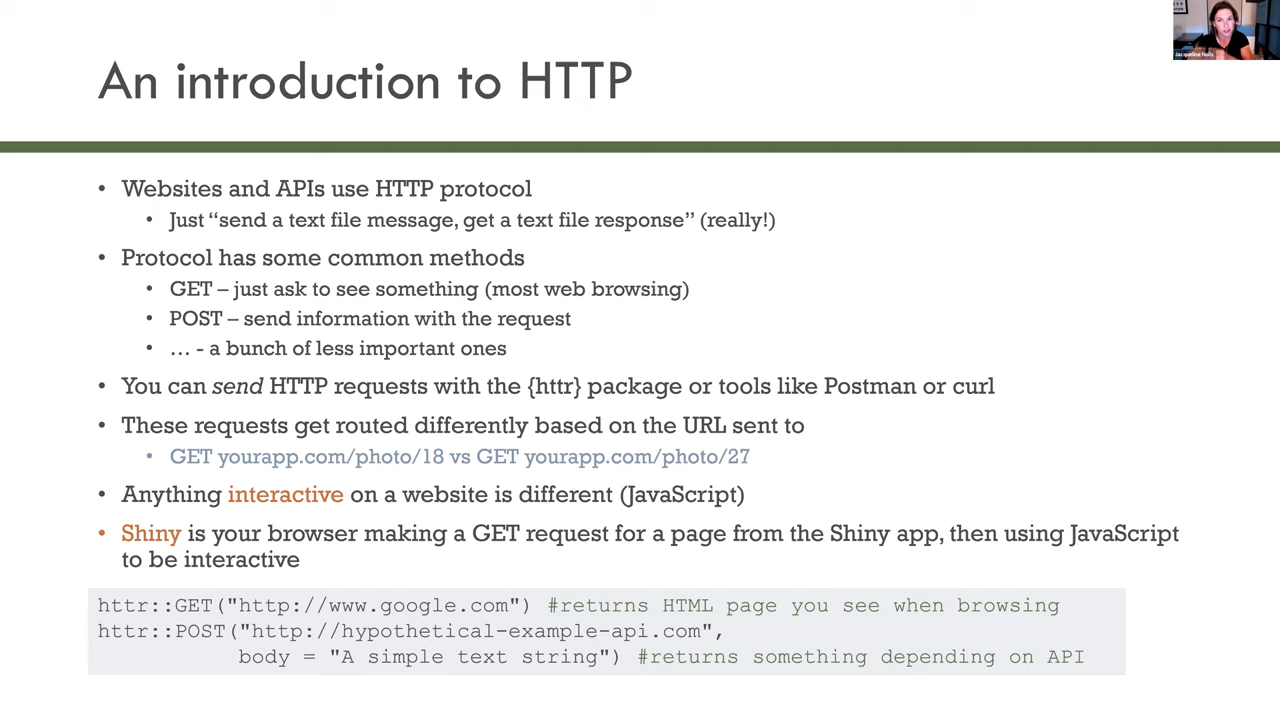 Jacqueline Nolis
An introduction to HTTP
• Websites and APIs use HTTP protocol
• Just “send a text file message, get a text file response” (really!)
• Protocol has some common methods
• GET – just ask to see something (most web browsing)
• POST – send information with the request
• … - a bunch of less important ones
• You can send HTTP requests with the {httr} package or tools like Postman or curl
• These requests get routed differently based on the URL sent to
• GET yourapp.com/photo/18 vs GET yourapp.com/photo/27
• Anything interactive on a website is different (JavaScript)
• Shiny is your browser making a GET request for a page from the Shiny app, then using JavaScript
to be interactive
httr::GET("http://www.google.com") #returns HTML page you see when browsing
httr::POST("http://hypothetical-example-api.com",
body = "A simple text string") #returns something depending on API